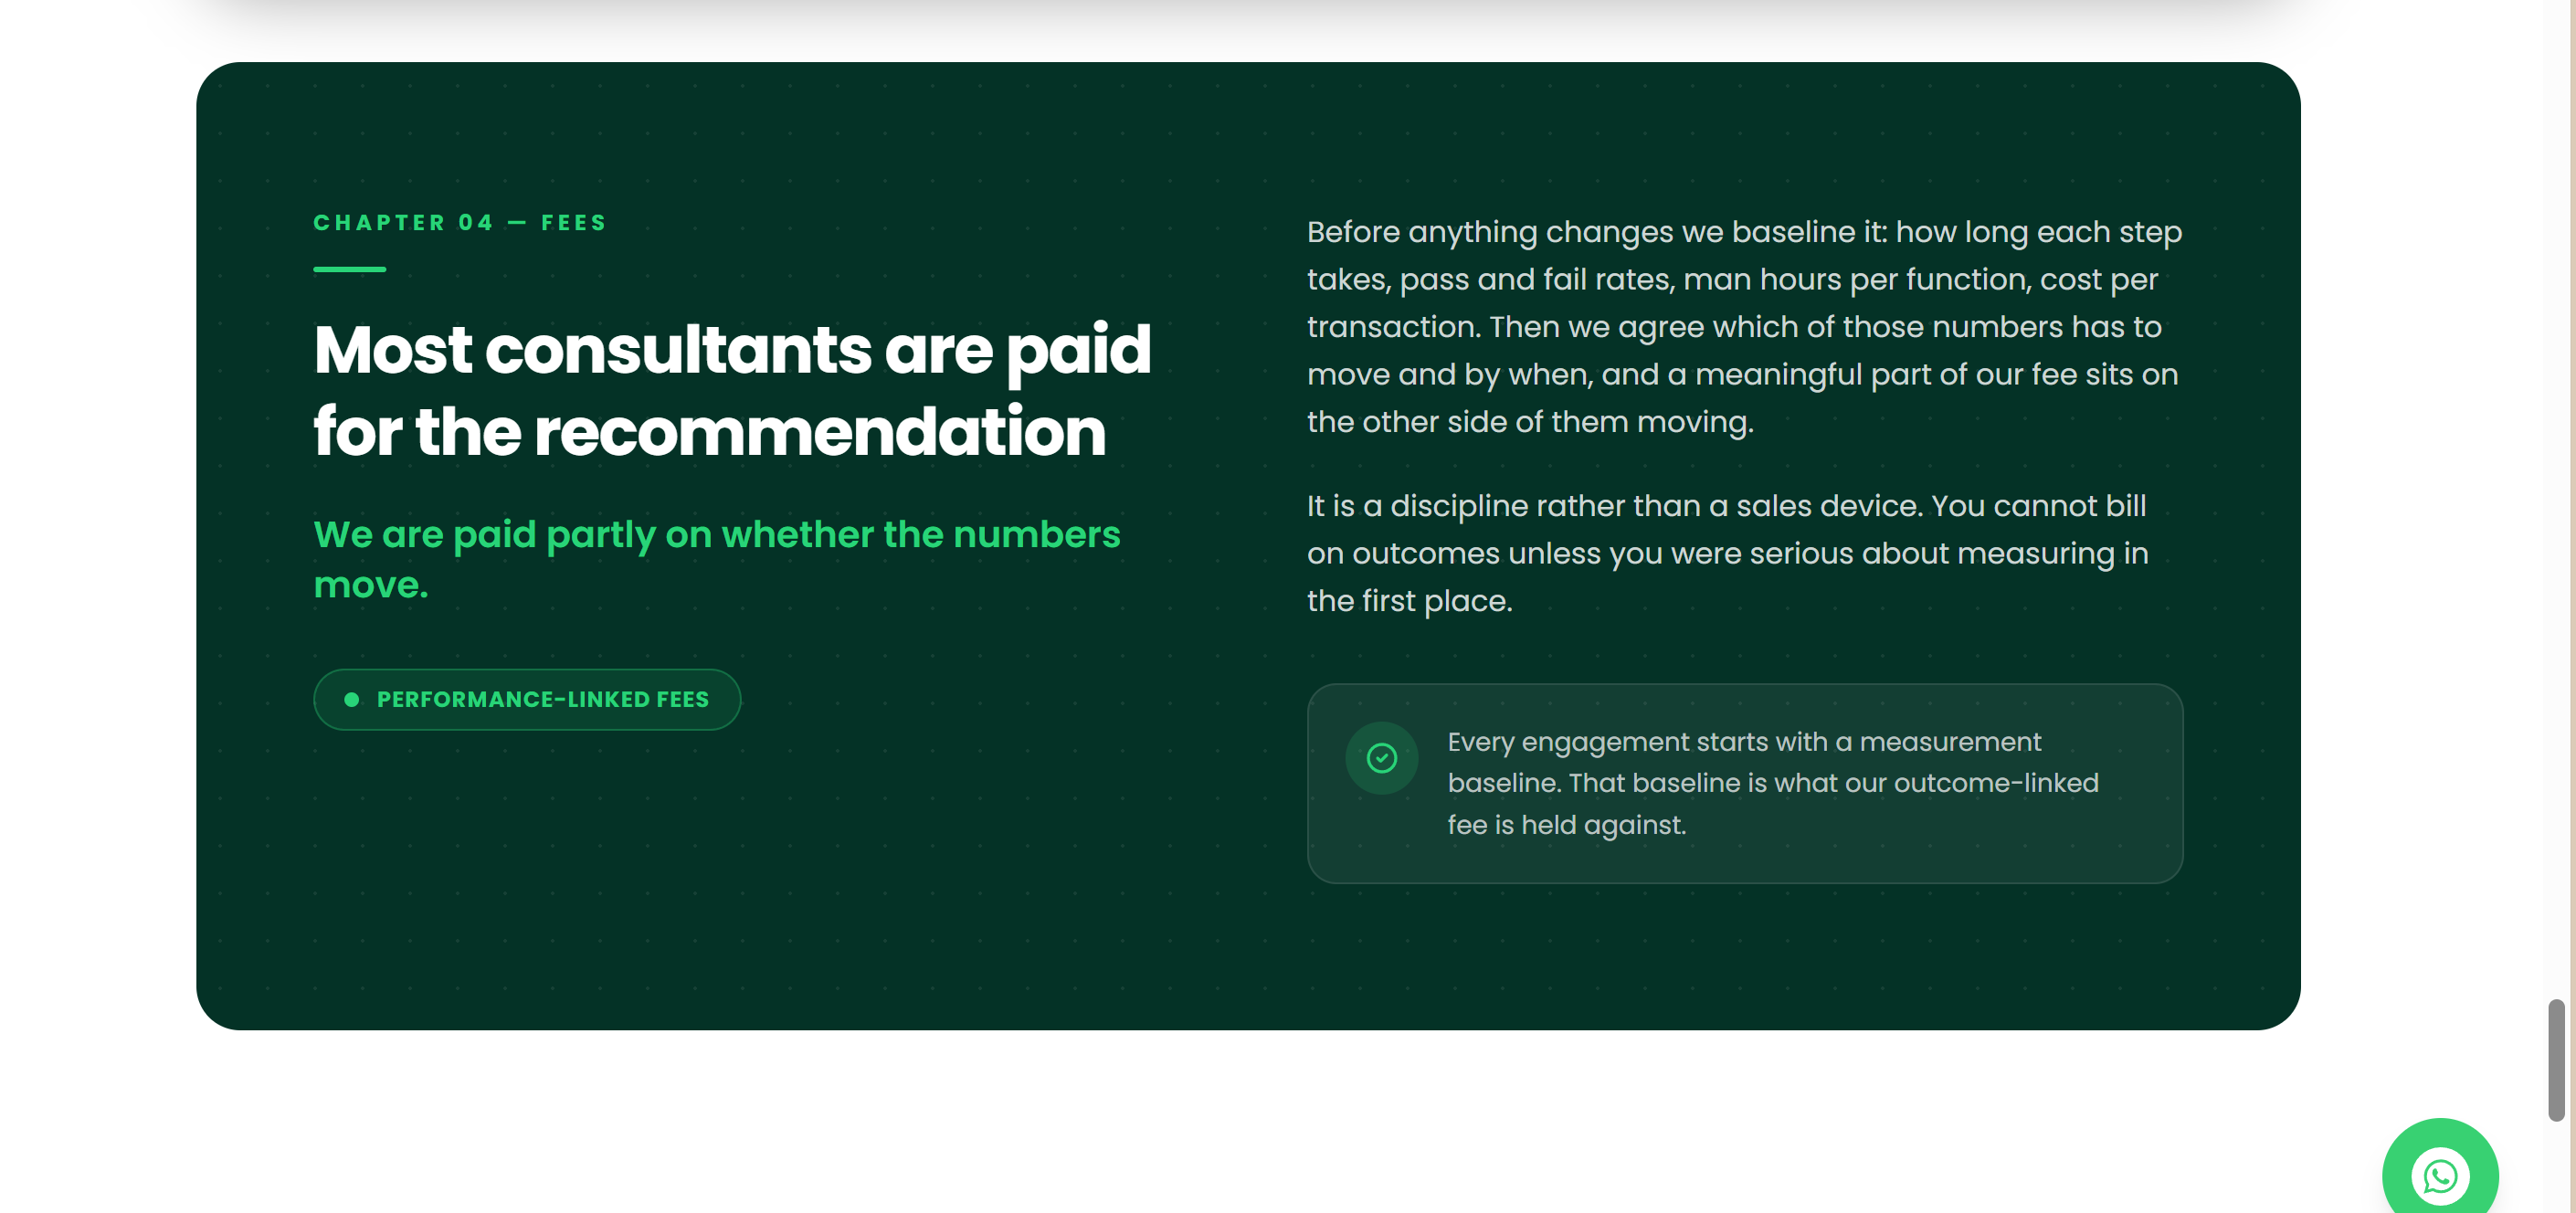 CHAPTER 04 — FEES
Most consultants are paid
for the recommendation
We are paid partly on whether the numbers
move.
PERFORMANCE-LINKED FEES
Before anything changes we baseline it: how long each step
takes, pass and fail rates, man hours per function, cost per
transaction. Then we agree which of those numbers has to
move and by when, and a meaningful part of our fee sits on
the other side of them moving.
It is a discipline rather than a sales device. You cannot bill
on outcomes unless you were serious about measuring in
the first place.
Every engagement starts with a measurement
baseline. That baseline is what our outcome-linked
fee is held against.